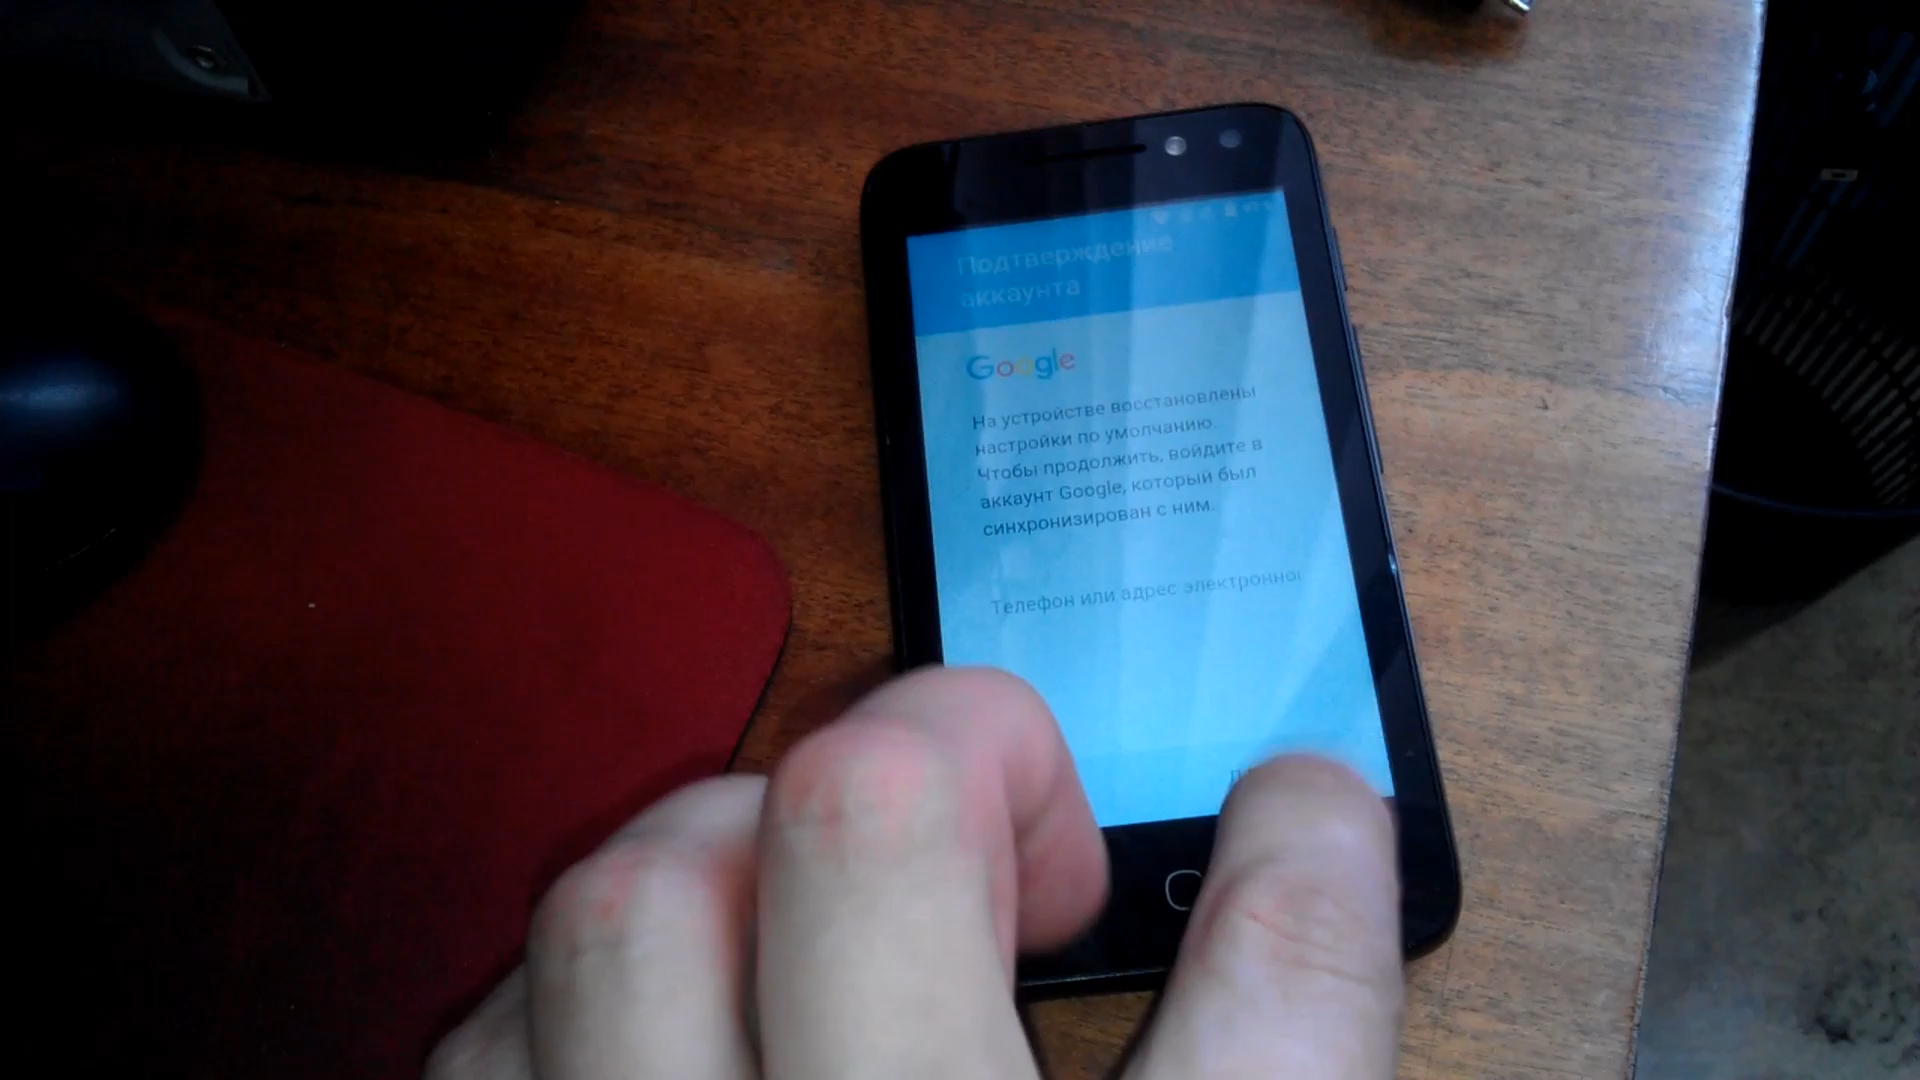 Подтверждение
аккаунта
Google
На устройстве восстановлены
настройки по умолчанию.
Чтобы продолжить, войдите в
аккаунт Google, который был
синхронизирован с ним.
Телефон или адрес